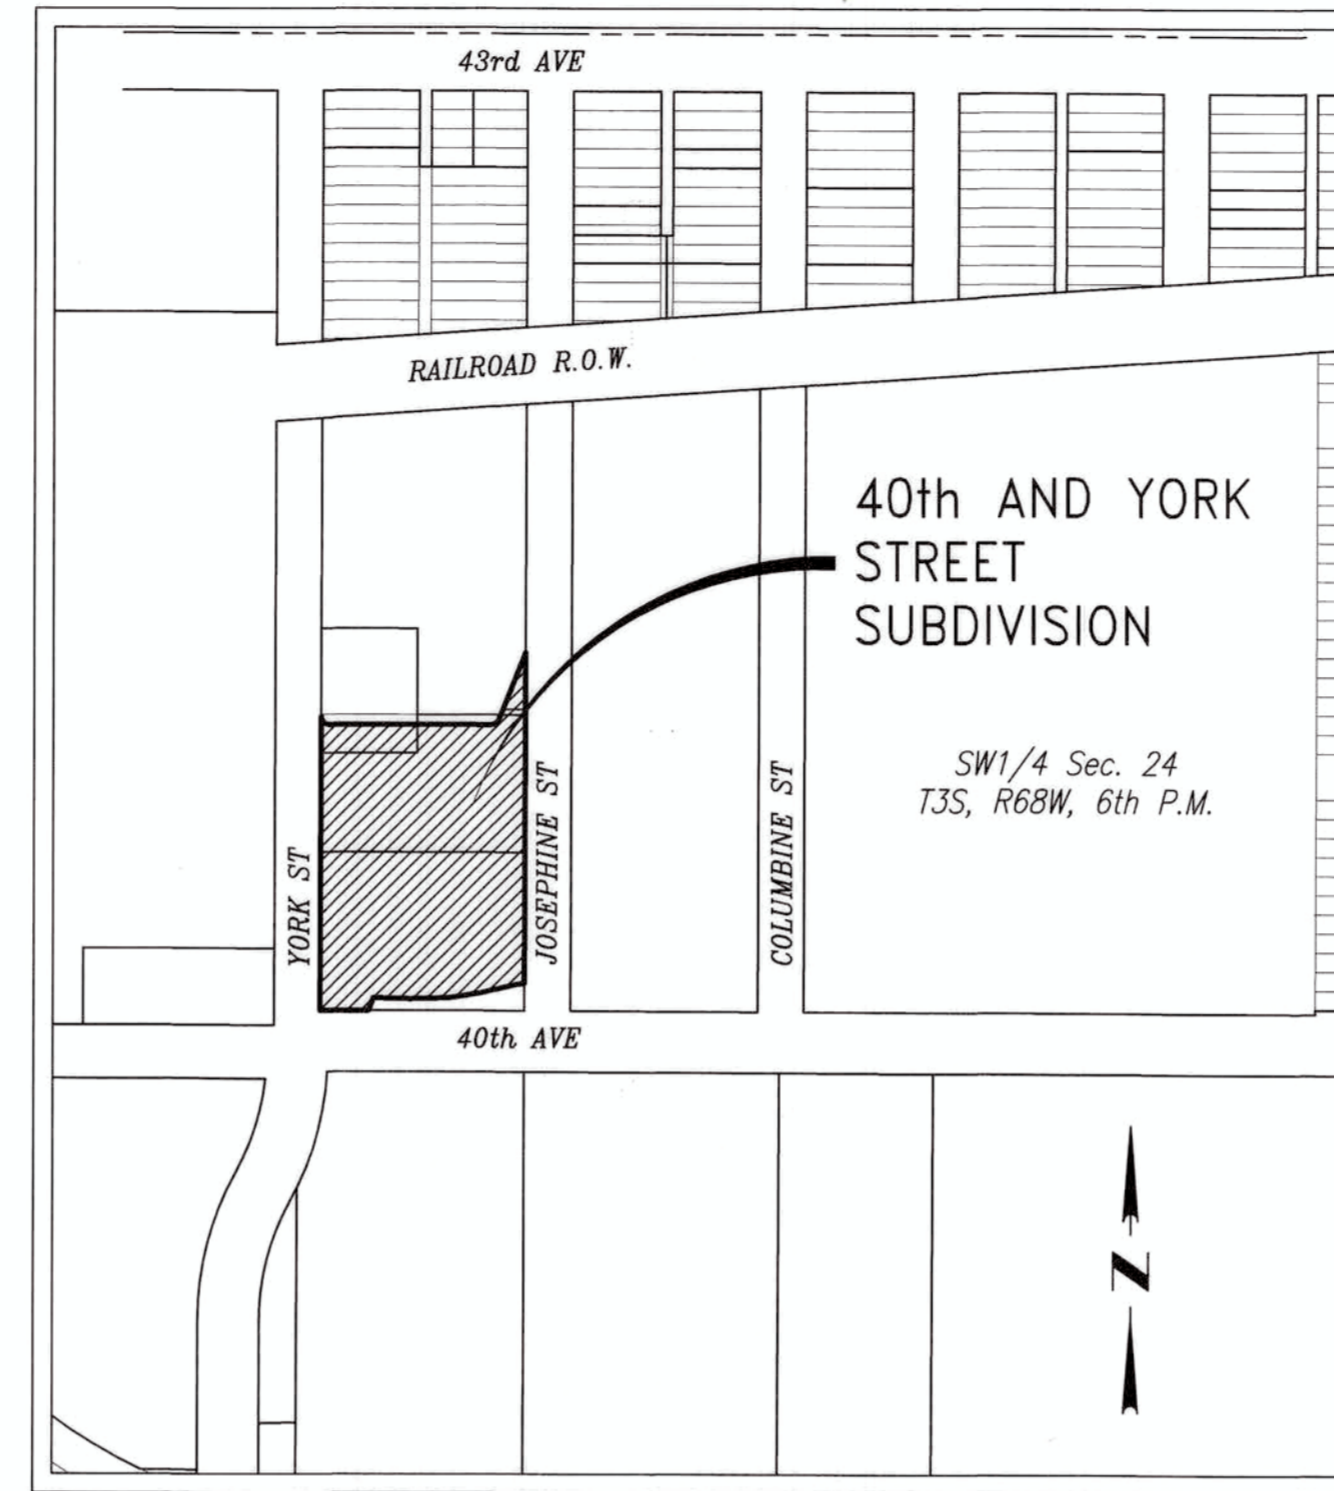 43rd AVE
RAILROAD R.O.W.
40th AND YORK
STREET
SUBDIVISION
SW1/4 Sec. 24
T3S, R68W, 6th P.M.
YORK ST
JOSEPHINE ST
COLUMBINE ST
40th AVE
N